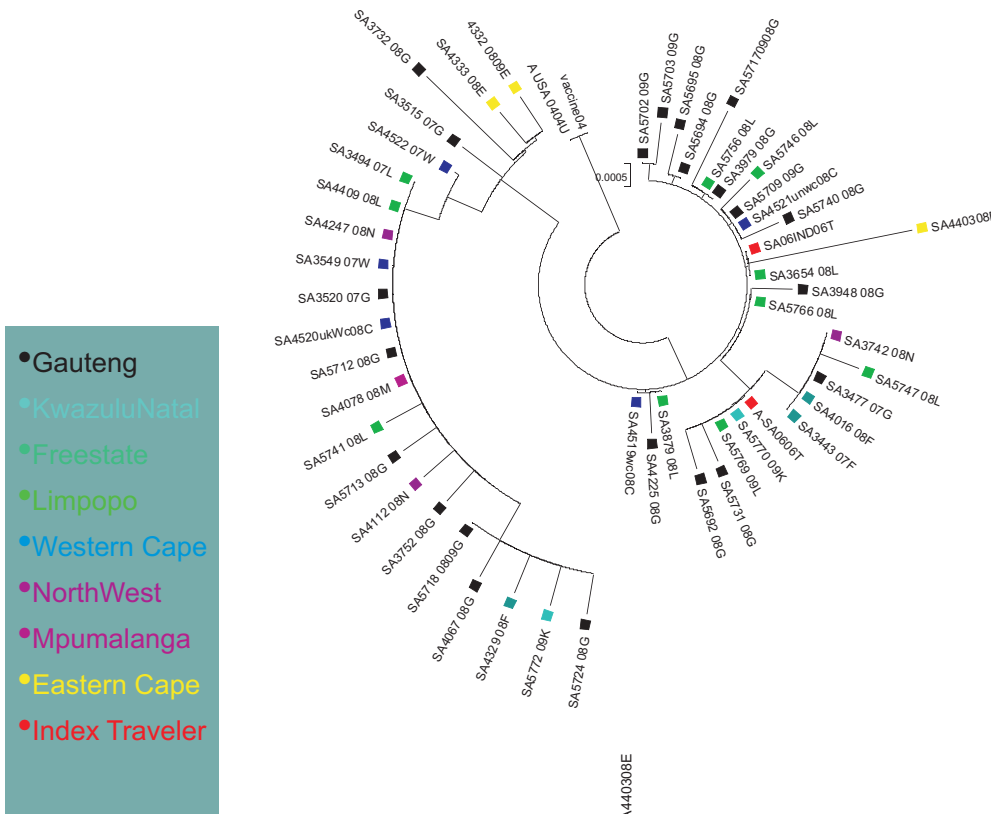 •Gauteng
•KwazuluNatal
•Freestate
•Limpopo
•Western Cape
•NorthWest
•Mpumalanga
•Eastern Cape
•Index Traveler
SA3732 08G
SA4333 08E
4332 0809E
A USA 0404U
vaccine04
SA3515 07G
SA4522 07W
SA3494 07L
SA4409 08L
SA4247 08N
SA3549 07W
SA3520 07G
SA4520ukWc08C
SA5712 08G
SA4078 08M
SA5741 08L
SA5713 08G
SA4112 08N
SA3752 08G
SA5718 0809G
SA4067 08G
SA4329 08F
SA5772 09K
SA5724 08G
0.0005
SA5702 09G
SA5703 09G
SA5695 08G
SA5694 08G
SA57170908G
SA5756 08L
SA3979 08G
SA5746 08L
SA5709 09G
SA4521unwc08C
SA5740 08G
SA06IND06T
SA440308E
SA3654 08L
SA3948 08G
SA5766 08L
SA3742 08N
SA5747 08L
SA3477 07G
SA4016 08F
SA3443 07F
A-SA0606T
SA5770 09K
SA5769 09L
SA5731 08G
SA5692 08G
SA3879 08L
SA4225 08G
SA4519wc08C
A440308E